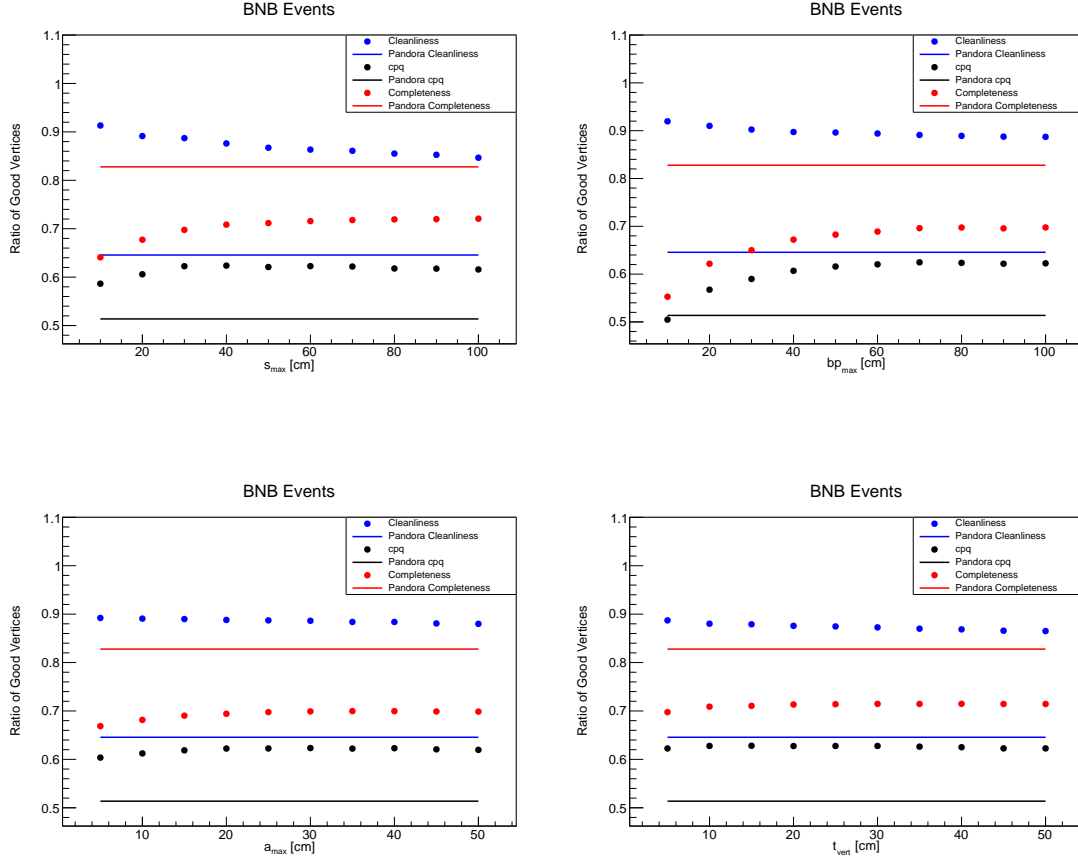 BNB Events
Ratio of Good Vertices
1.1
1
0.9
0.8
0.7
0.6
0.5
Cleanliness
Pandora Cleanliness
cpq
Pandora cpq
Completeness
Pandora Completeness
20 40 60 80 100
s_max [cm]
BNB Events
Ratio of Good Vertices
1.1
1
0.9
0.8
0.7
0.6
0.5
Cleanliness
Pandora Cleanliness
cpq
Pandora cpq
Completeness
Pandora Completeness
20 40 60 80 100
bp_max [cm]
BNB Events
Ratio of Good Vertices
1.1
1
0.9
0.8
0.7
0.6
0.5
Cleanliness
Pandora Cleanliness
cpq
Pandora cpq
Completeness
Pandora Completeness
10 20 30 40 50
a_max [cm]
BNB Events
Ratio of Good Vertices
1.1
1
0.9
0.8
0.7
0.6
0.5
Cleanliness
Pandora Cleanliness
cpq
Pandora cpq
Completeness
Pandora Completeness
10 20 30 40 50
t_vert [cm]